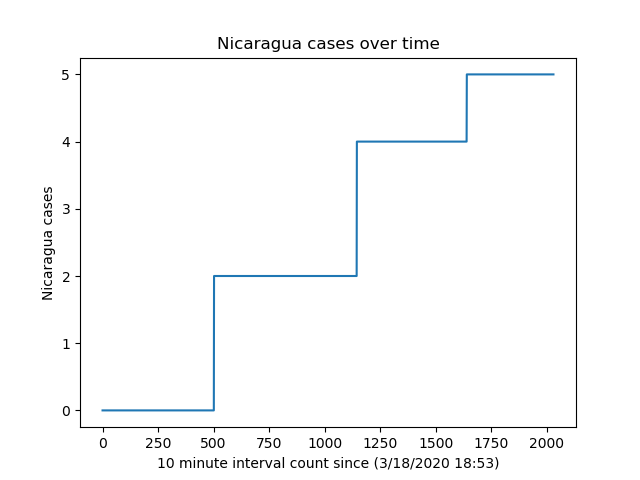 Nicaragua cases over time
Nicaragua cases
5
4
3
2
1
0
0 250 500 750 1000 1250 1500 1750 2000
10 minute interval count since (3/18/2020 18:53)